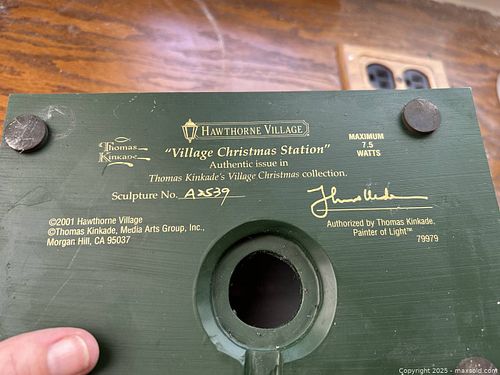 HAWTHORNE VILLAGE
Thomas
Kinkade
"Village Christmas Station"
Authentic issue in
Thomas Kinkade's Village Christmas collection.
MAXIMUM
7.5
WATTS
Sculpture No. A2539
©2001 Hawthorne Village
©Thomas Kinkade, Media Arts Group, Inc.,
Morgan Hill, CA 95037
Authorized by Thomas Kinkade,
Painter of Light™
79979
Copyright 2025 - maxsold.com